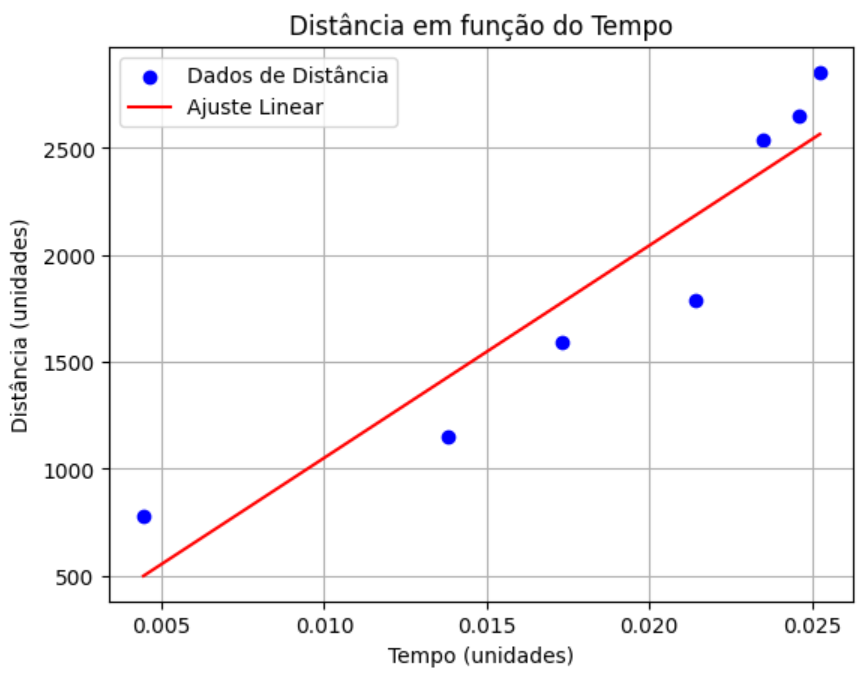 Distância em função do Tempo
Dados de Distância
Ajuste Linear
Distância (unidades)
2500
2000
1500
1000
500
0.005 0.010 0.015 0.020 0.025
Tempo (unidades)